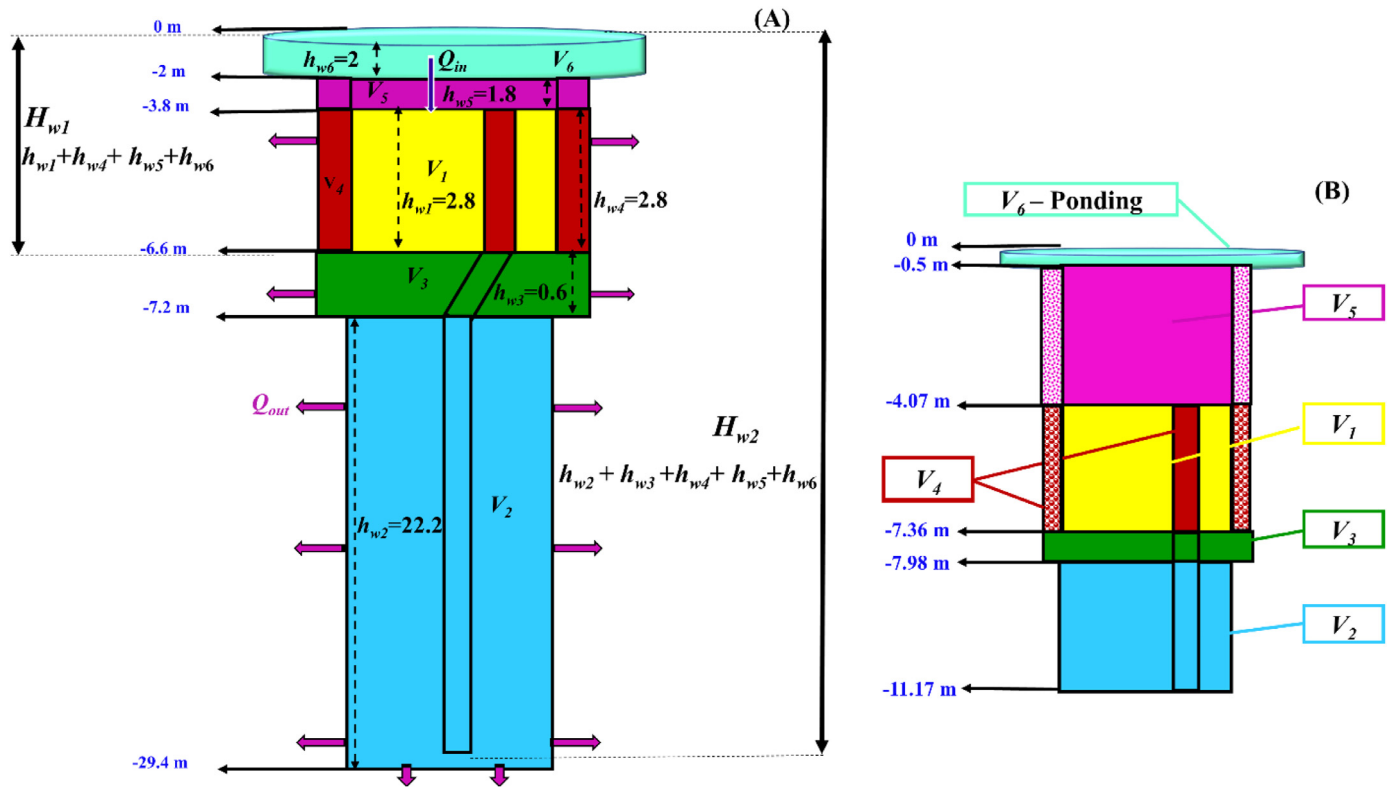 (A)
0 m
h_w6=2
Q_in
V_6
-2 m
V_5
h_w5=1.8
-3.8 m
H_w1
h_w1+h_w4+ h_w5+h_w6
V_4
V_1
h_w1=2.8
h_w4=2.8
-6.6 m
V_3
h_w3=0.6
-7.2 m
Q_out
H_w2
h_w2 + h_w3 +h_w4+ h_w5+h_w6
V_2
h_w2=22.2
-29.4 m
(B)
V_6 – Ponding
0 m
-0.5 m
V_5
-4.07 m
V_1
V_4
-7.36 m
V_3
-7.98 m
V_2
-11.17 m